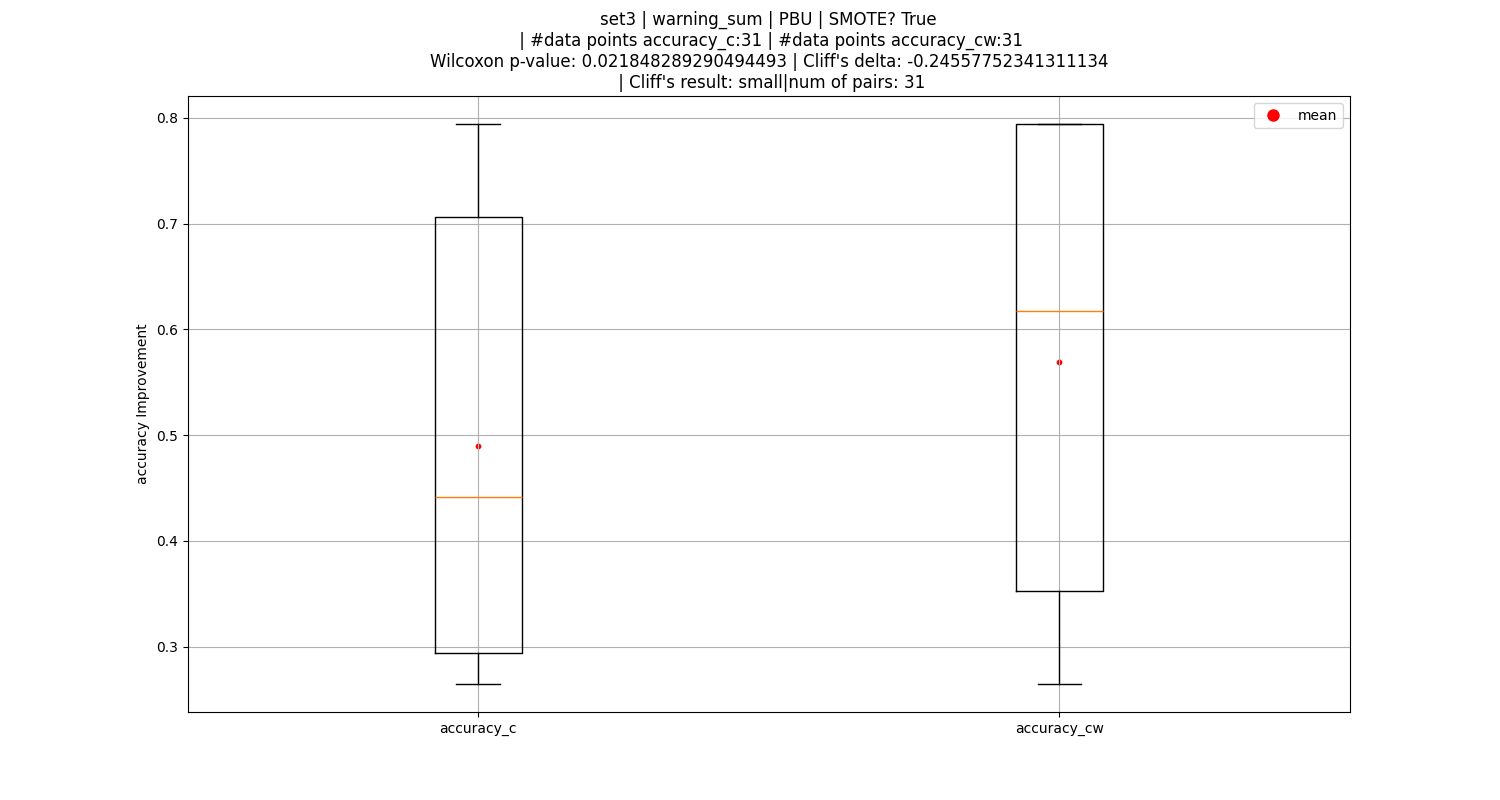 set3 | warning_sum | PBU | SMOTE? True
| #data points accuracy_c:31 | #data points accuracy_cw:31
Wilcoxon p-value: 0.021848289290494493 | Cliff's delta: -0.24557752341311134
| Cliff's result: small|num of pairs: 31
mean
0.8
0.7
0.6
0.5
0.4
0.3
accuracy Improvement
accuracy_c
accuracy_cw